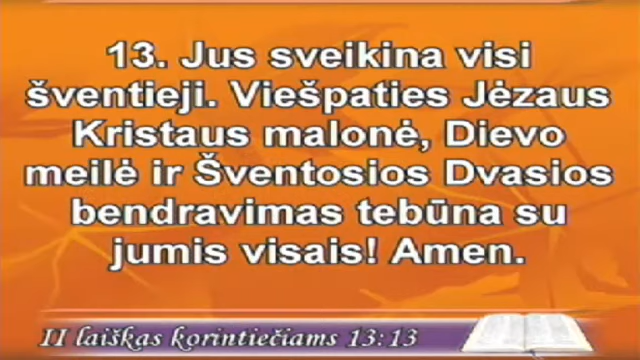 13. Jus sveikina visi
šventieji. Viešpaties Jėzaus
Kristaus malonė, Dievo
meilė ir Šventosios Dvasios
bendravimas tebūna su
jumis visais! Amen.
II laiškas korintiečiams 13:13